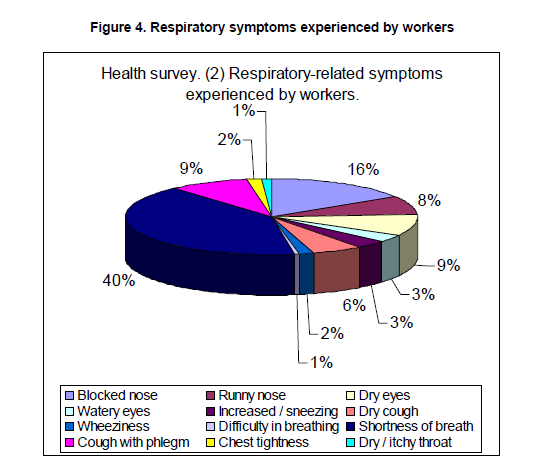 Figure 4. Respiratory symptoms experienced by workers
Health survey. (2) Respiratory-related symptoms
experienced by workers.
1%
2%
9%
16%
8%
9%
3%
3%
6%
2%
1%
40%
Blocked nose
Runny nose
Dry eyes
Watery eyes
Increased / sneezing
Dry cough
Wheeziness
Difficulty in breathing
Shortness of breath
Cough with phlegm
Chest tightness
Dry / itchy throat